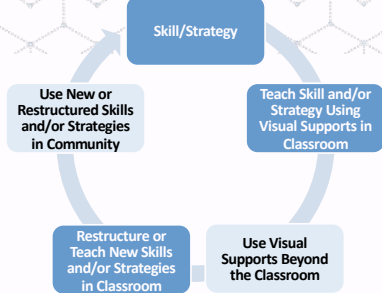 Skill/Strategy
Teach Skill and/or
Strategy Using
Visual Supports in
Classroom
Use Visual
Supports Beyond
the Classroom
Restructure or
Teach New Skills
and/or Strategies
in Classroom
Use New or
Restructured Skills
and/or Strategies
in Community